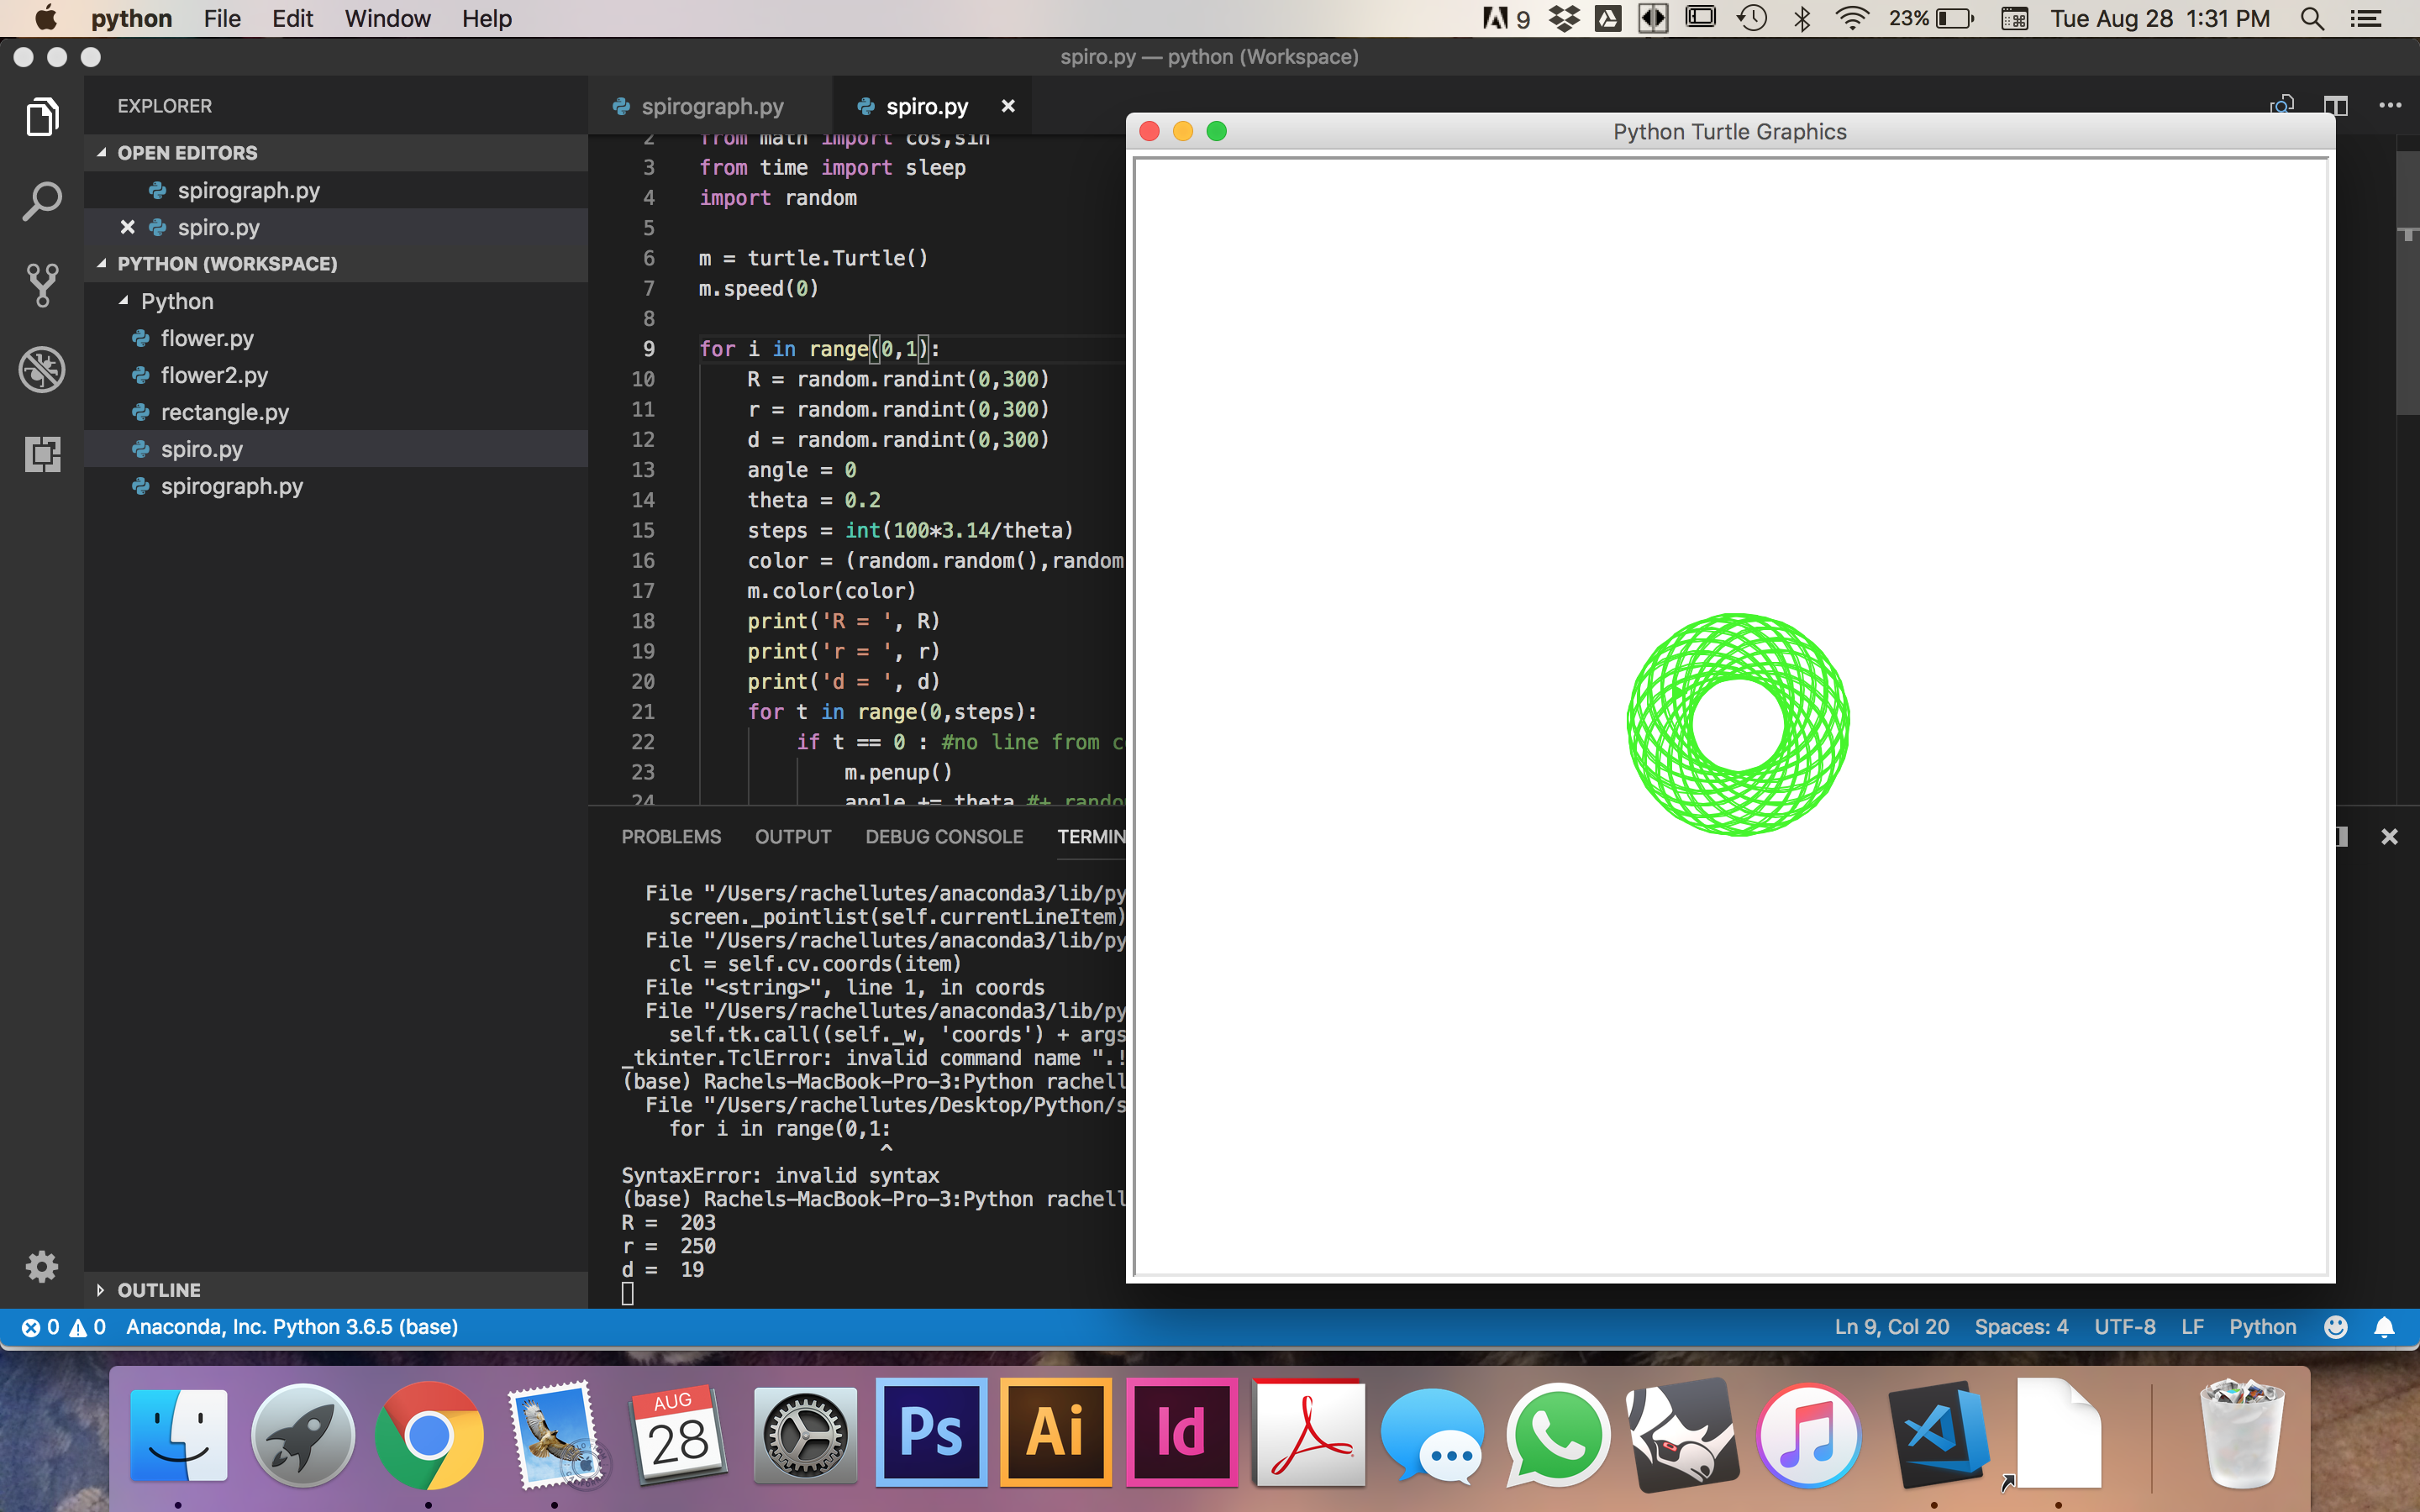 python File Edit Window Help
9 23% Tue Aug 28 1:31 PM
spiro.py — python (Workspace)
EXPLORER
OPEN EDITORS
spirograph.py
spiro.py
PYTHON (WORKSPACE)
Python
flower.py
flower2.py
rectangle.py
spiro.py
spirograph.py
OUTLINE
spirograph.py spiro.py
2 from math import cos,sin
3 from time import sleep
4 import random
5
6 m = turtle.Turtle()
7 m.speed(0)
8
9 for i in range(0,1):
10 R = random.randint(0,300)
11 r = random.randint(0,300)
12 d = random.randint(0,300)
13 angle = 0
14 theta = 0.2
15 steps = int(100*3.14/theta)
16 color = (random.random(),random
17 m.color(color)
18 print('R = ', R)
19 print('r = ', r)
20 print('d = ', d)
21 for t in range(0,steps):
22 if t == 0 : #no line from c
23 m.penup()
24 angle += theta #+ rando
PROBLEMS OUTPUT DEBUG CONSOLE TERMIN
File "/Users/rachellutes/anaconda3/lib/py
screen._pointlist(self.currentLineItem)
File "/Users/rachellutes/anaconda3/lib/py
cl = self.cv.coords(item)
File "<string>", line 1, in coords
File "/Users/rachellutes/anaconda3/lib/py
self.tk.call((self._w, 'coords') + args
_tkinter.TclError: invalid command name ".!
(base) Rachels-MacBook-Pro-3:Python rachell
File "/Users/rachellutes/Desktop/Python/s
for i in range(0,1:
^
SyntaxError: invalid syntax
(base) Rachels-MacBook-Pro-3:Python rachell
R =  203
r =  250
d =  19
Python Turtle Graphics
0 0 Anaconda, Inc. Python 3.6.5 (base)
Ln 9, Col 20 Spaces: 4 UTF-8 LF Python
AUG
28
Ps
Ai
Id